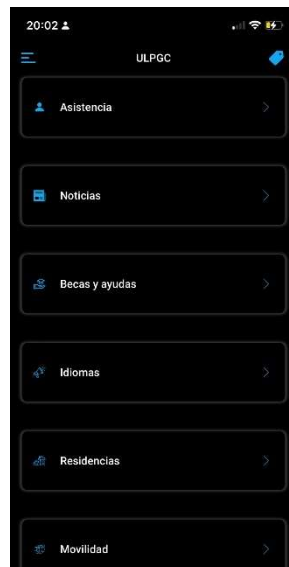 20:02
ULPGC
Asistencia
Noticias
Becas y ayudas
Idiomas
Residencias
Movilidad